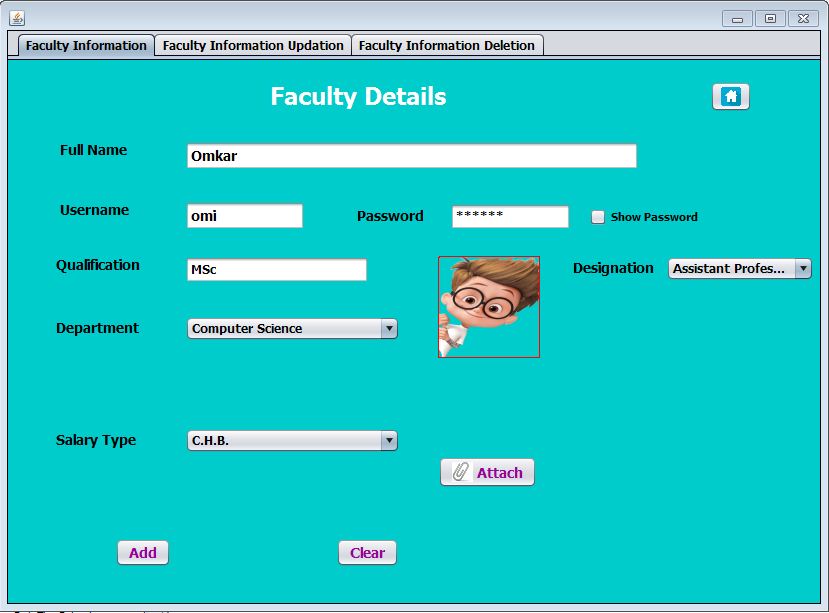 Faculty Information Faculty Information Updation Faculty Information Deletion
Faculty Details
Full Name Omkar
Username omi Password ****** Show Password
Qualification MSc Designation Assistant Profes...
Department Computer Science
Salary Type C.H.B.
Attach
Add Clear